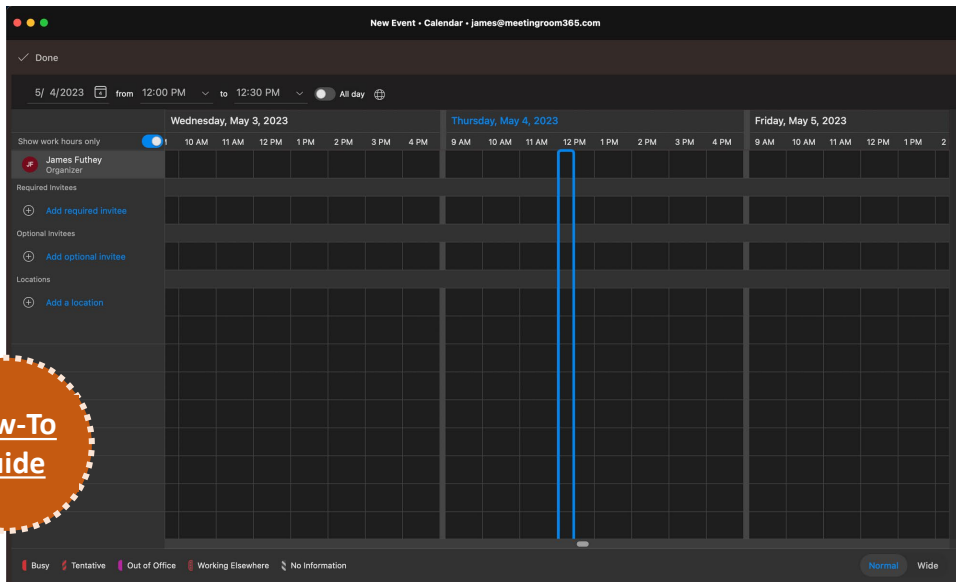 New Event • Calendar • james@meetingroom365.com
Done
5/ 4/2023 from 12:00 PM to 12:30 PM All day
Wednesday, May 3, 2023 Thursday, May 4, 2023 Friday, May 5, 2023
Show work hours only 10 AM 11 AM 12 PM 1 PM 2 PM 3 PM 4 PM 9 AM 10 AM 11 AM 12 PM 1 PM 2 PM 3 PM 4 PM 9 AM 10 AM 11 AM 12 PM 1 PM 2
JF James Futhey
Organizer
Required Invitees
Add required invitee
Optional Invitees
Add optional invitee
Locations
Add a location
w-To
uide
Busy Tentative Out of Office Working Elsewhere No Information Normal Wide